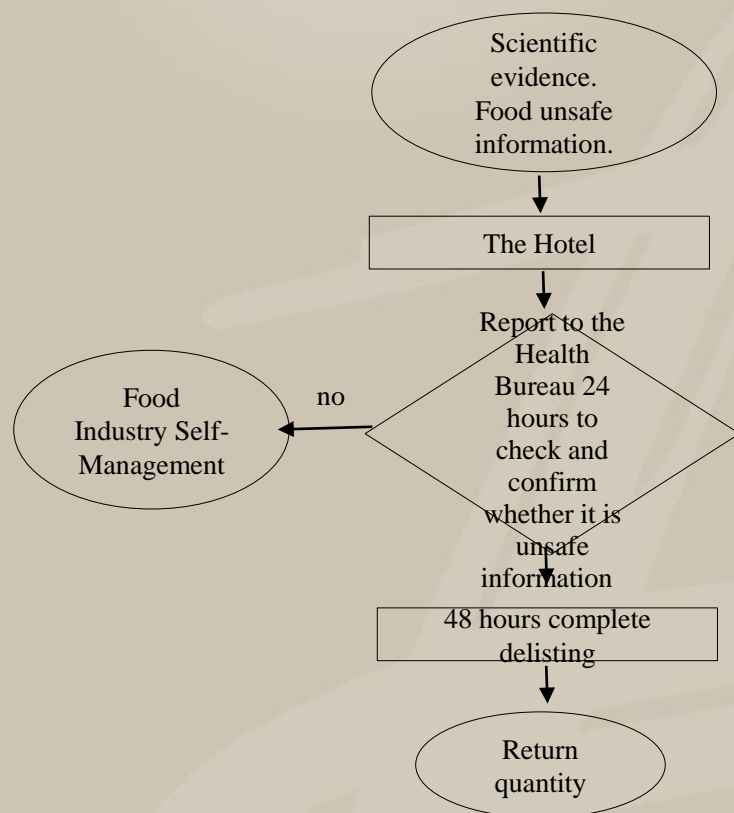 Scientific
evidence.
Food unsafe
information.
The Hotel
Report to the
Health
Bureau 24
hours to
check and
confirm
whether it is
unsafe
information
no
Food
Industry Self-
Management
48 hours complete
delisting
Return
quantity